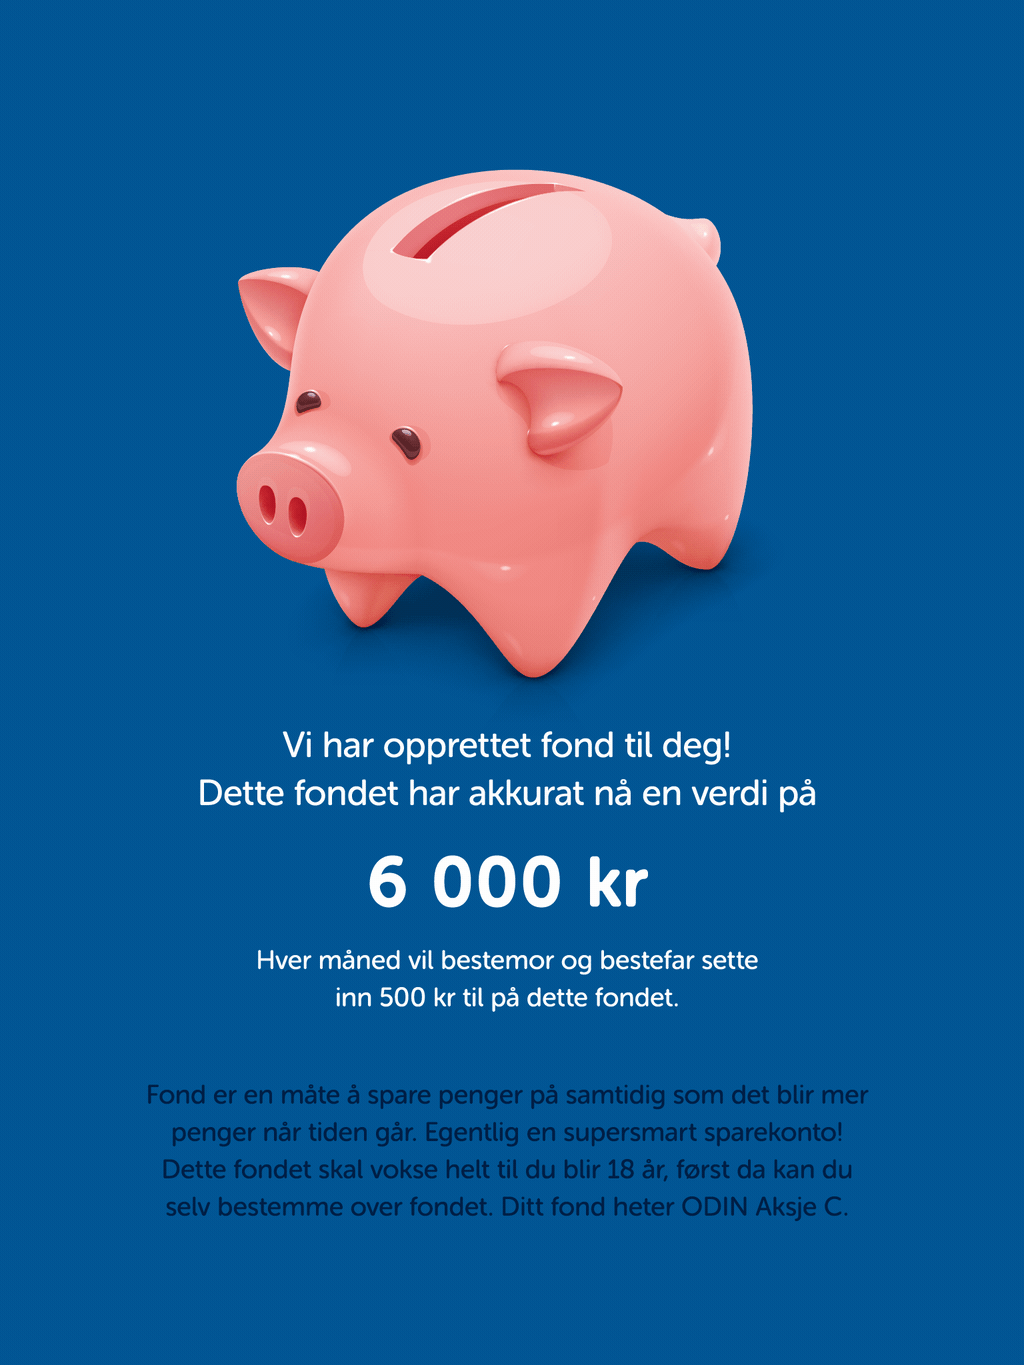 Vi har opprettet fond til deg!
Dette fondet har akkurat nå en verdi på
6 000 kr
Hver måned vil bestemor og bestefar sette
inn 500 kr til på dette fondet.
Fond er en måte å spare penger på samtidig som det blir mer
penger når tiden går. Egentlig en supersmart sparekonto!
Dette fondet skal vokse helt til du blir 18 år, først da kan du
selv bestemme over fondet. Ditt fond heter ODIN Aksje C.